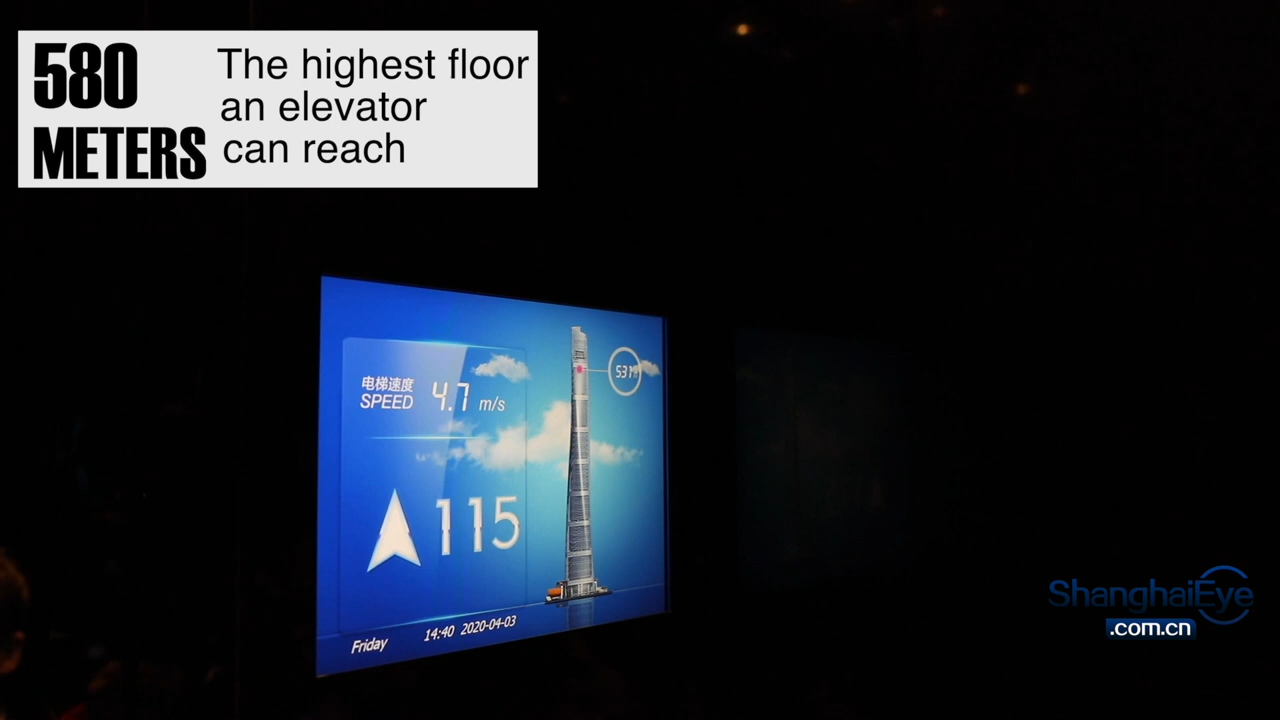 580
METERS
The highest floor
an elevator
can reach
电梯速度
SPEED
4.7 m/s
531M
115
Friday
14:40 2020-04-03
ShanghaiEye
.com.cn